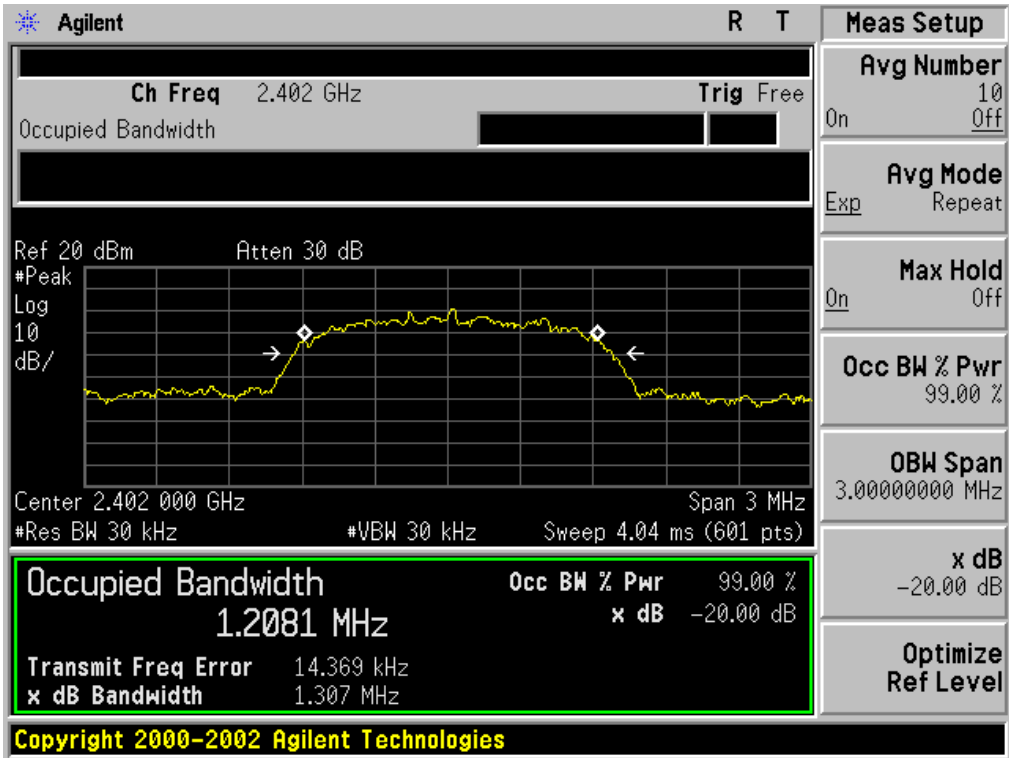 Agilent R T
Ch Freq 2.402 GHz Trig Free
Occupied Bandwidth
Ref 20 dBm Atten 30 dB
#Peak
Log
10
dB/
Center 2.402 000 GHz Span 3 MHz
#Res BW 30 kHz #VBW 30 kHz Sweep 4.04 ms (601 pts)
Occupied Bandwidth Occ BW % Pwr 99.00 %
1.2081 MHz x dB -20.00 dB
Transmit Freq Error 14.369 kHz
x dB Bandwidth 1.307 MHz
Copyright 2000-2002 Agilent Technologies
Meas Setup
Avg Number
10
On Off
Avg Mode
Exp Repeat
Max Hold
On Off
Occ BW % Pwr
99.00 %
OBW Span
3.00000000 MHz
x dB
-20.00 dB
Optimize
Ref Level